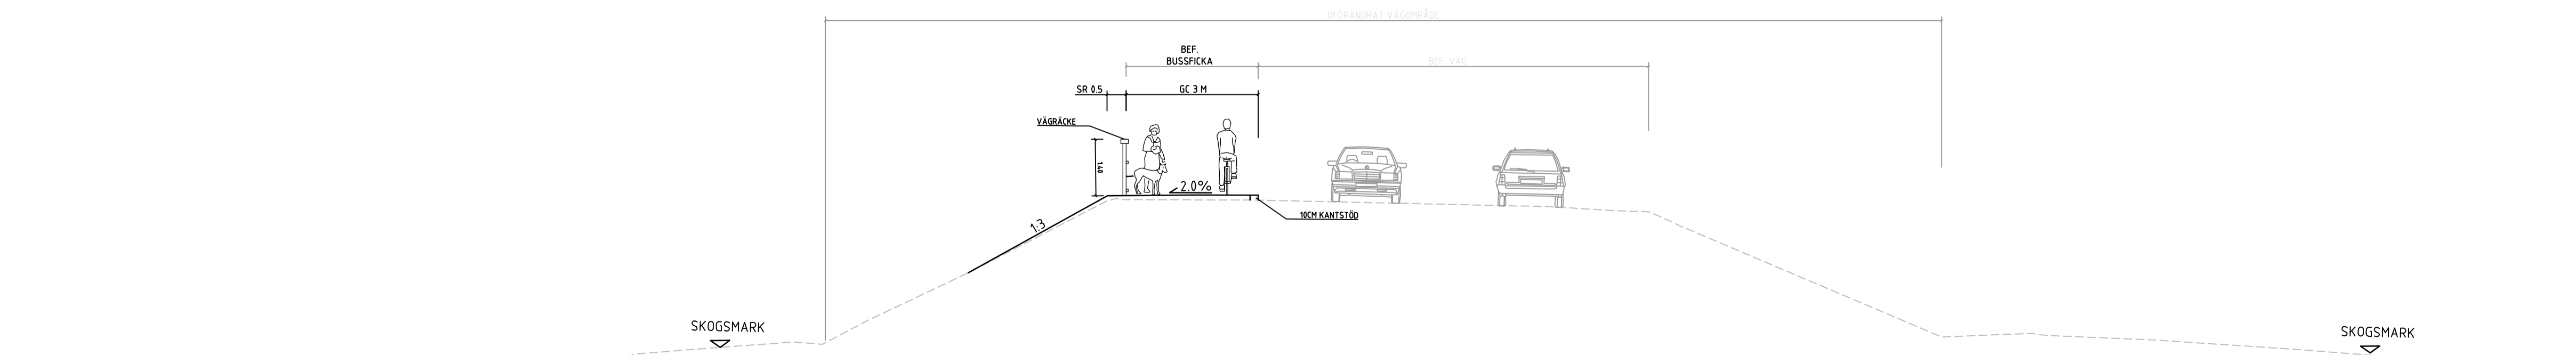 OFÖRÄNDRAT VÄGOMRÅDE
BEF.
BUSSFICKA
BEF. VÄG
SR 0.5
GC 3 M
VÄGRÄCKE
140
2.0%
10CM KANTSTÖD
1:3
SKOGSMARK
SKOGSMARK